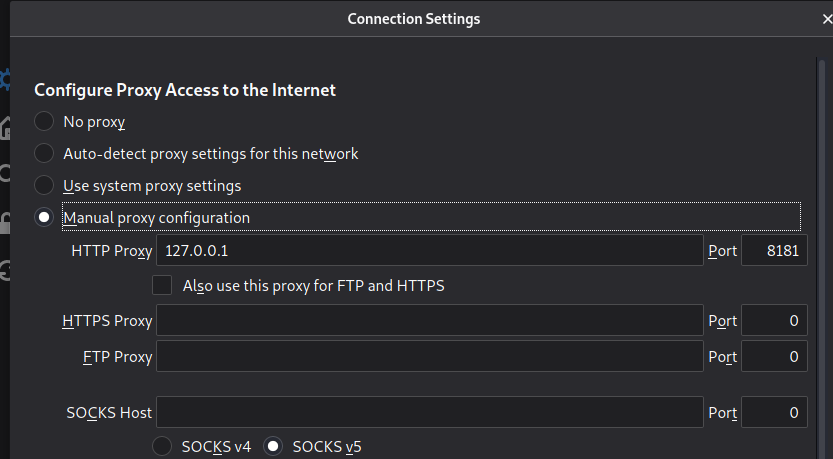 Connection Settings
Configure Proxy Access to the Internet
No proxy
Auto-detect proxy settings for this network
Use system proxy settings
Manual proxy configuration
HTTP Proxy 127.0.0.1 Port 8181
Also use this proxy for FTP and HTTPS
HTTPS Proxy Port 0
FTP Proxy Port 0
SOCKS Host Port 0
SOCKS v4 SOCKS v5